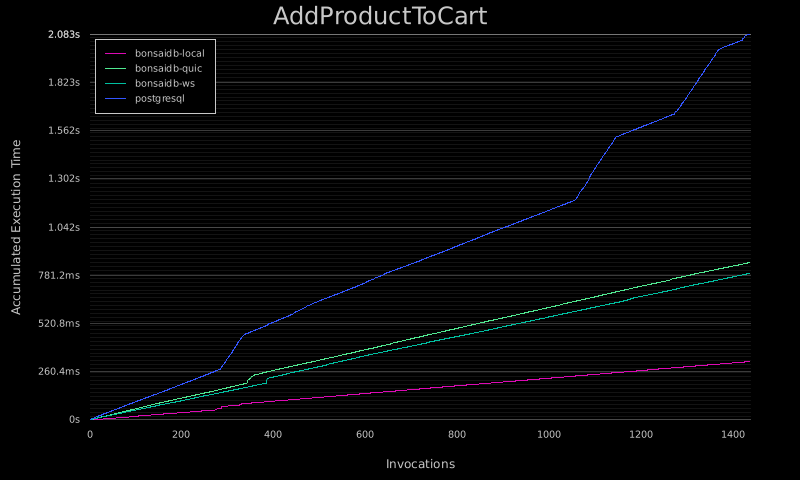 AddProductToCart
2.083s
bonsaidb-local
bonsaidb-quic
1.823s
bonsaidb-ws
postgresql
1.562s
1.302s
1.042s
781.2ms
520.8ms
260.4ms
0s
Accumulated Execution Time
0 200 400 600 800 1000 1200 1400
Invocations